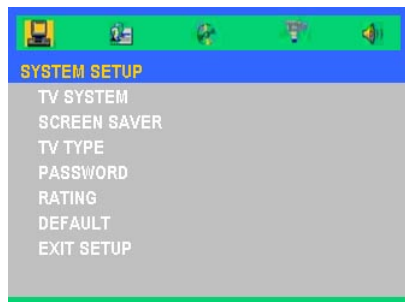 SYSTEM SETUP
TV SYSTEM
SCREEN SAVER
TV TYPE
PASSWORD
RATING
DEFAULT
EXIT SETUP